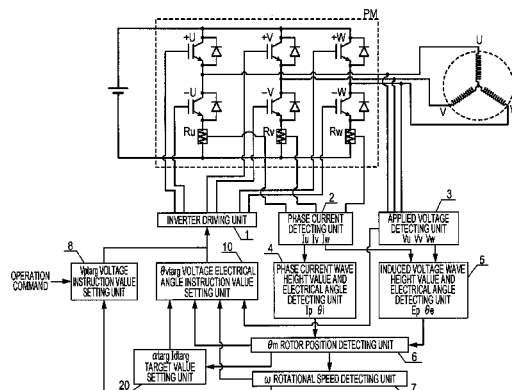 PM
+U
+V
+W
U
-U
-V
-W
Ru
Rv
Rw
V
INVERTER DRIVING UNIT
1
2
PHASE CURRENT
DETECTING UNIT
Iu Iv Iw
3
APPLIED VOLTAGE
DETECTING UNIT
Vu Vv Vw
8
OPERATION
COMMAND
Vptarg VOLTAGE
INSTRUCTION VALUE
SETTING UNIT
10
θvtarg VOLTAGE ELECTRICAL
ANGLE INSTRUCTION VALUE
SETTING UNIT
4
PHASE CURRENT WAVE
HEIGHT VALUE AND
ELECTRICAL ANGLE
DETECTING UNIT
Ip θi
5
INDUCED VOLTAGE WAVE
HEIGHT VALUE AND
ELECTRICAL ANGLE
DETECTING UNIT
Ep θe
θm ROTOR POSITION DETECTING UNIT
6
αtarg Idtarg
TARGET VALUE
SETTING UNIT
20
ω ROTATIONAL SPEED DETECTING UNIT
7